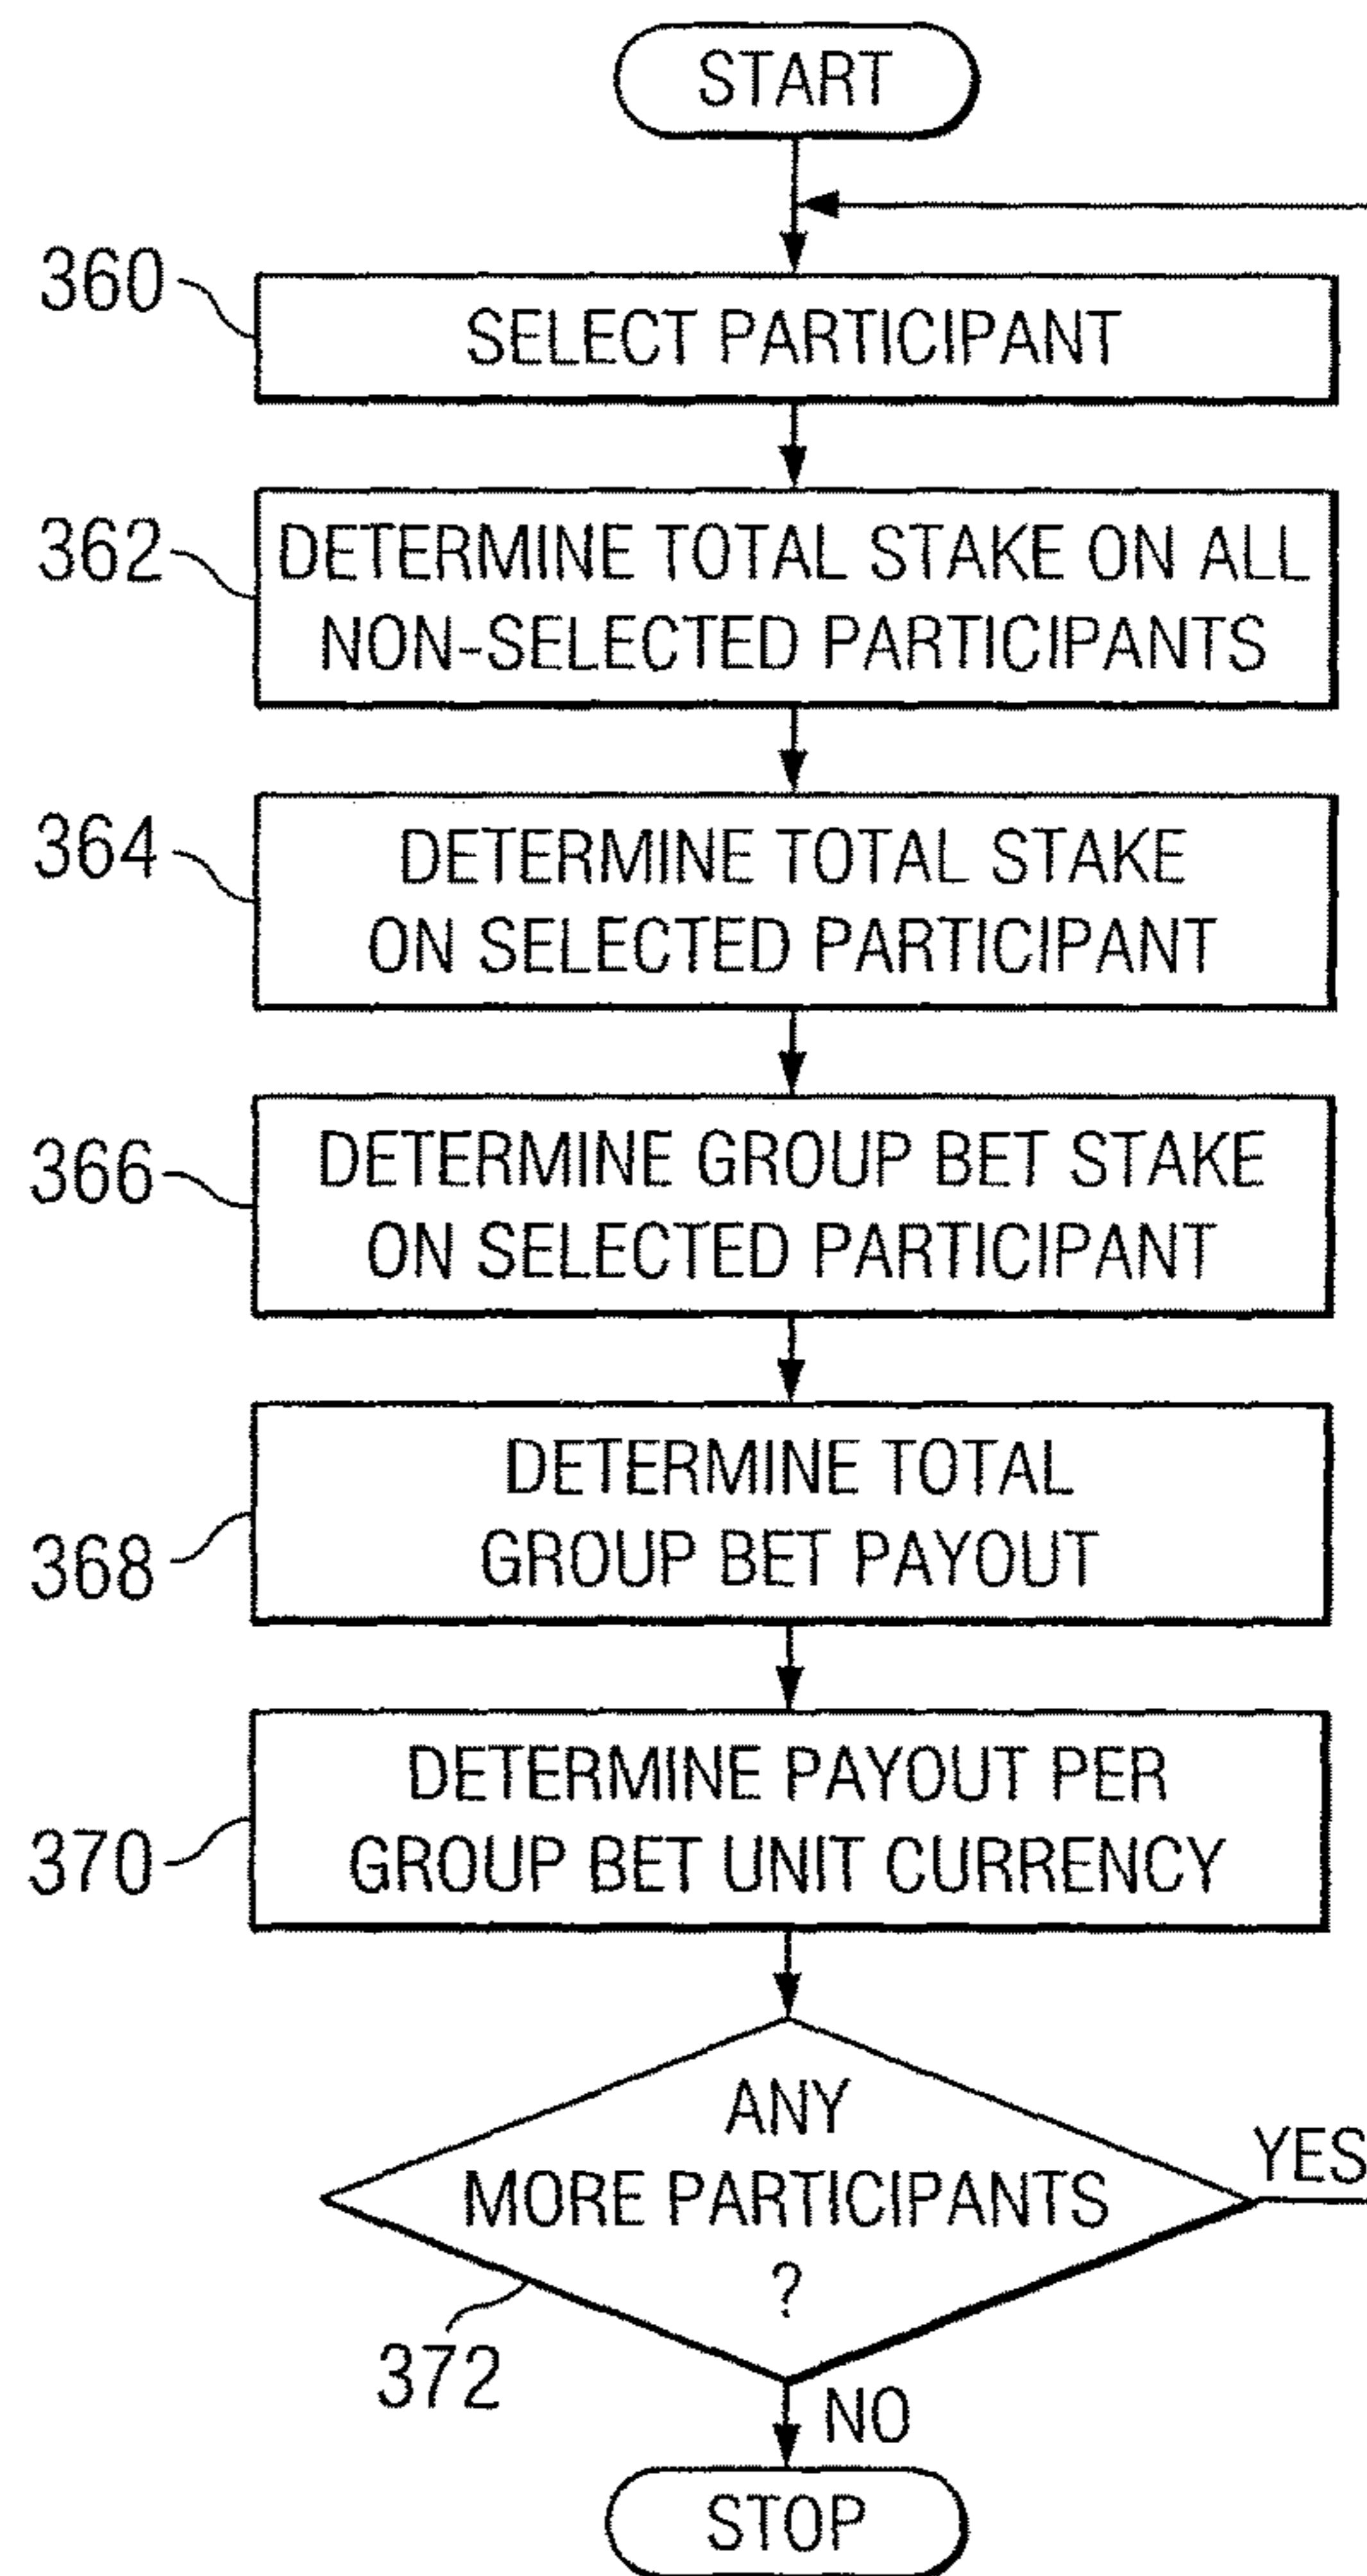 START
360
SELECT PARTICIPANT
362
DETERMINE TOTAL STAKE ON ALL
NON-SELECTED PARTICIPANTS
364
DETERMINE TOTAL STAKE
ON SELECTED PARTICIPANT
366
DETERMINE GROUP BET STAKE
ON SELECTED PARTICIPANT
368
DETERMINE TOTAL
GROUP BET PAYOUT
370
DETERMINE PAYOUT PER
GROUP BET UNIT CURRENCY
ANY
MORE PARTICIPANTS
?
YES
372
NO
STOP